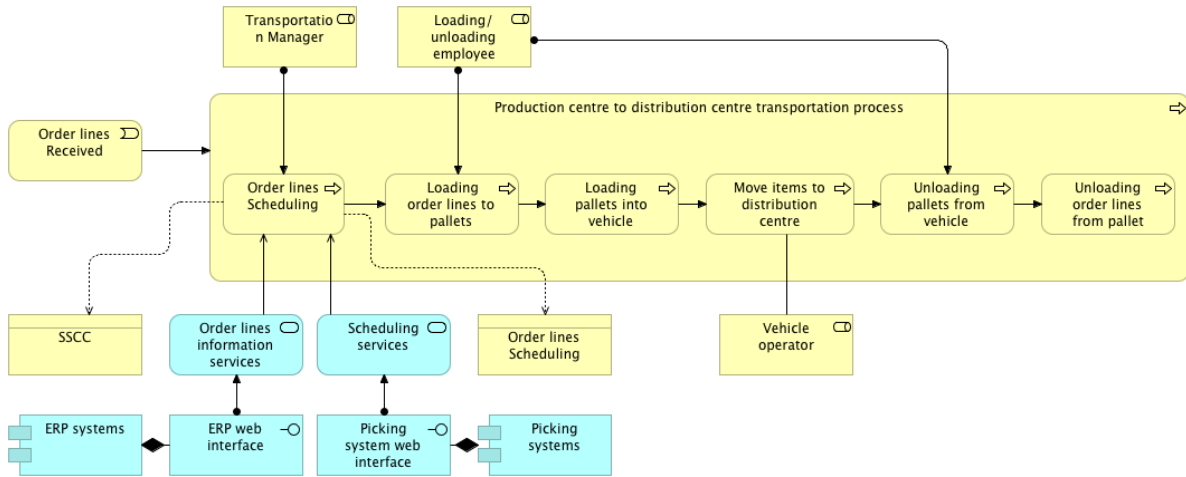 Transportatio
n Manager
Loading/
unloading
employee
Production centre to distribution centre transportation process
Order lines
Received
Order lines
Scheduling
Loading
order lines to
pallets
Loading
pallets into
vehicle
Move items to
distribution
centre
Unloading
pallets from
vehicle
Unloading
order lines
from pallet
SSCC
Order lines
information
services
Scheduling
services
Order lines
Scheduling
Vehicle
operator
ERP systems
ERP web
interface
Picking
system web
interface
Picking
systems